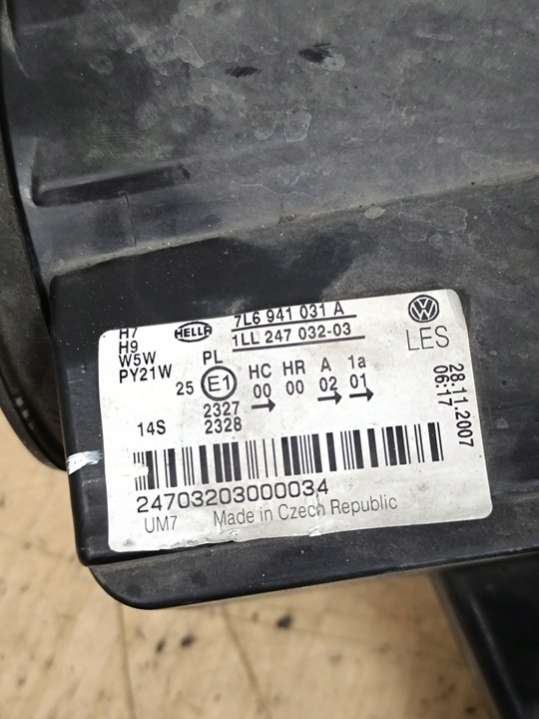 H7
H9
W5W
PY21W
HELLA
7L6 941 031 A
1LL 247 032-03
LES
PL
25 E1
HC HR A 1a
00 00 02 01
2327
2328
14S
28.11.2007
06:17
24703203000034
UM7 Made in Czech Republic